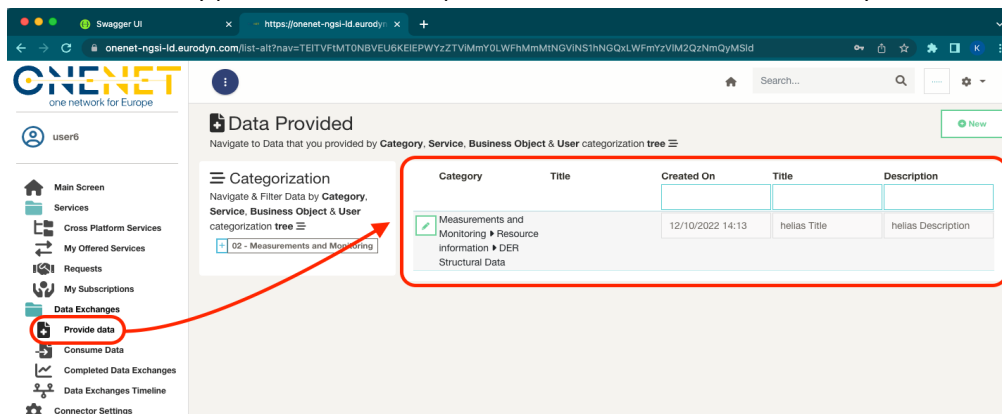 Swagger UI
https://onenet-ngsi-ld.eurodyn
onenet-ngsi-ld.eurodyn.com/list-alt?nav=
K
ONENET
one network for Europe
Search...
user6
Data Provided
New
Navigate to Data that you provided by Category, Service, Business Object & User categorization tree
Main Screen
Services
Cross Platform Services
My Offered Services
Requests
My Subscriptions
Data Exchanges
Provide data
Consume Data
Completed Data Exchanges
Data Exchanges Timeline
Connector Settings
Categorization
Navigate & Filter Data by Category,
Service, Business Object & User
categorization tree
02 - Measurements and Monitoring
Category Title Created On Title Description
Measurements and
Monitoring Resource
information DER
Structural Data
12/10/2022 14:13 helias Title helias Description